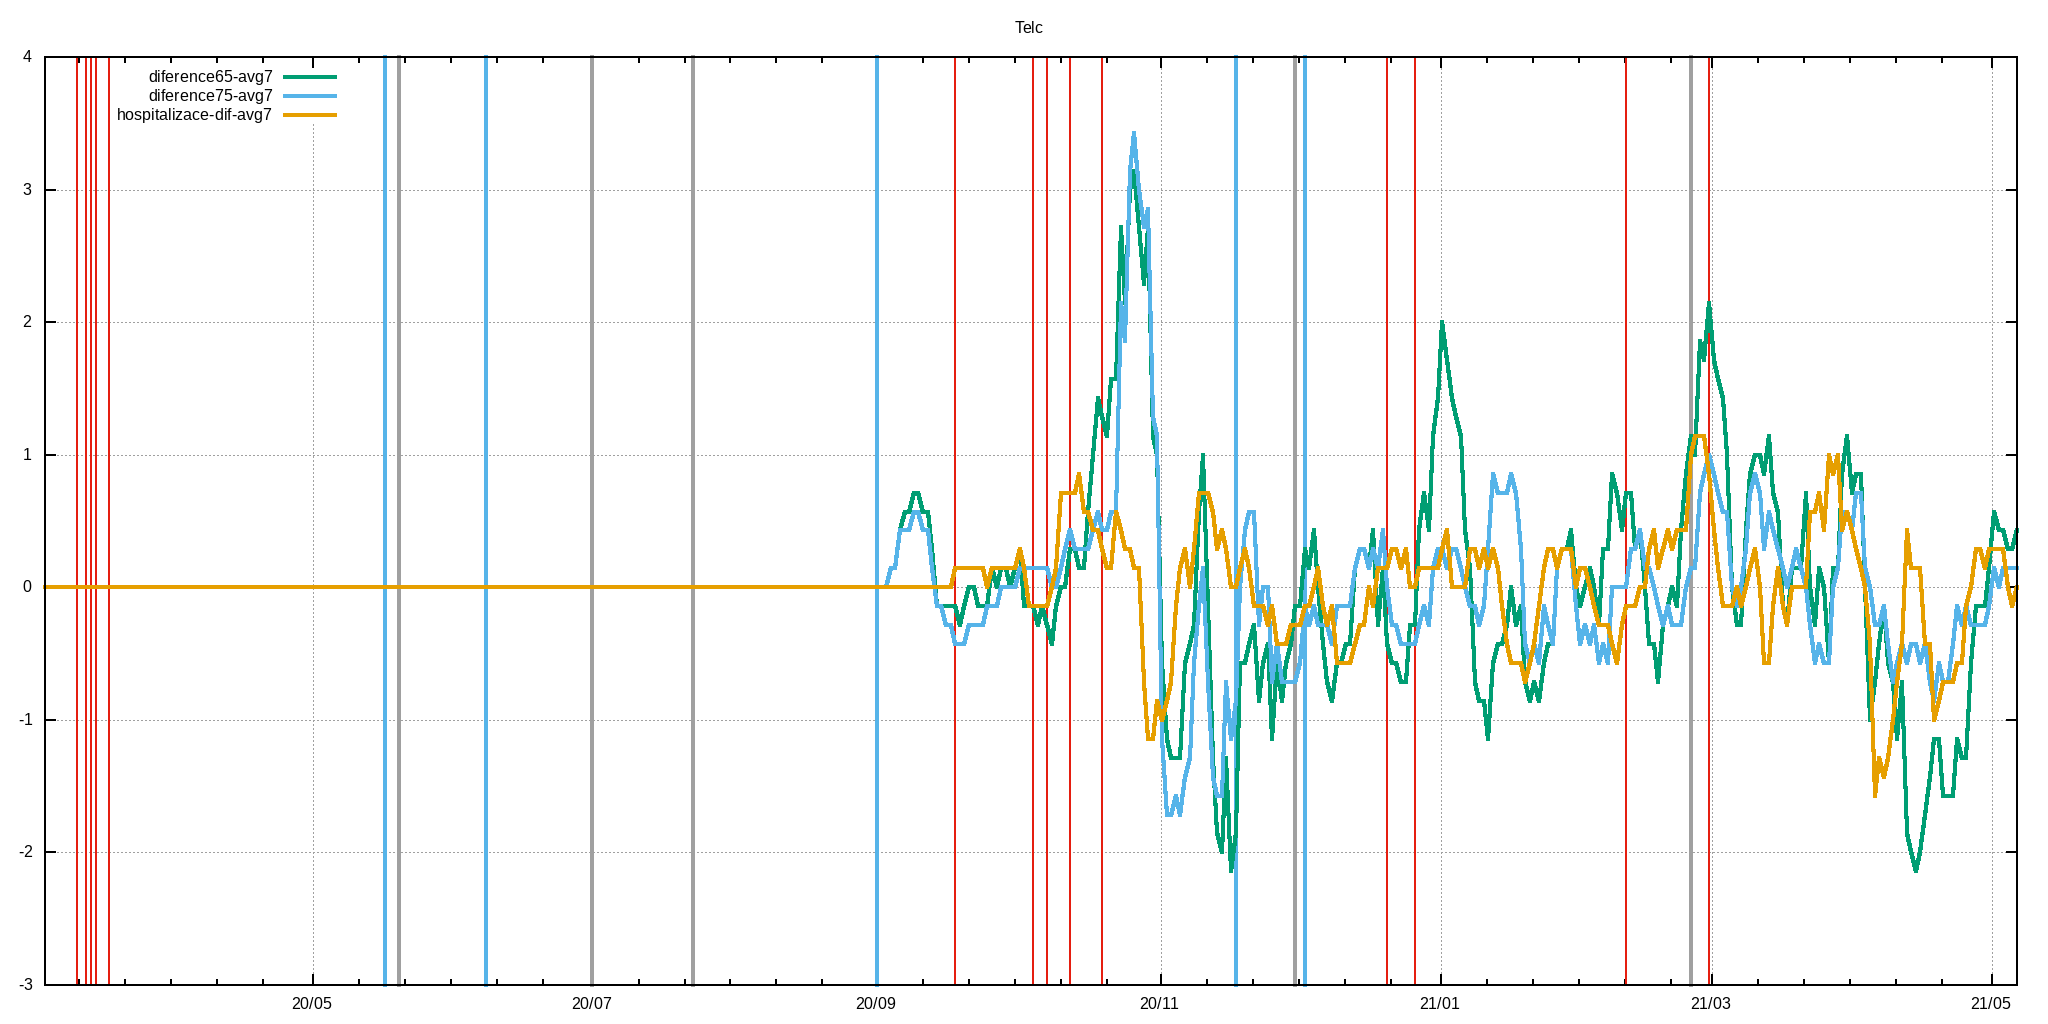 Telc
diference65-avg7
diference75-avg7
hospitalizace-dif-avg7
4
3
2
1
0
-1
-2
-3
20/05 20/07 20/09 20/11 21/01 21/03 21/05